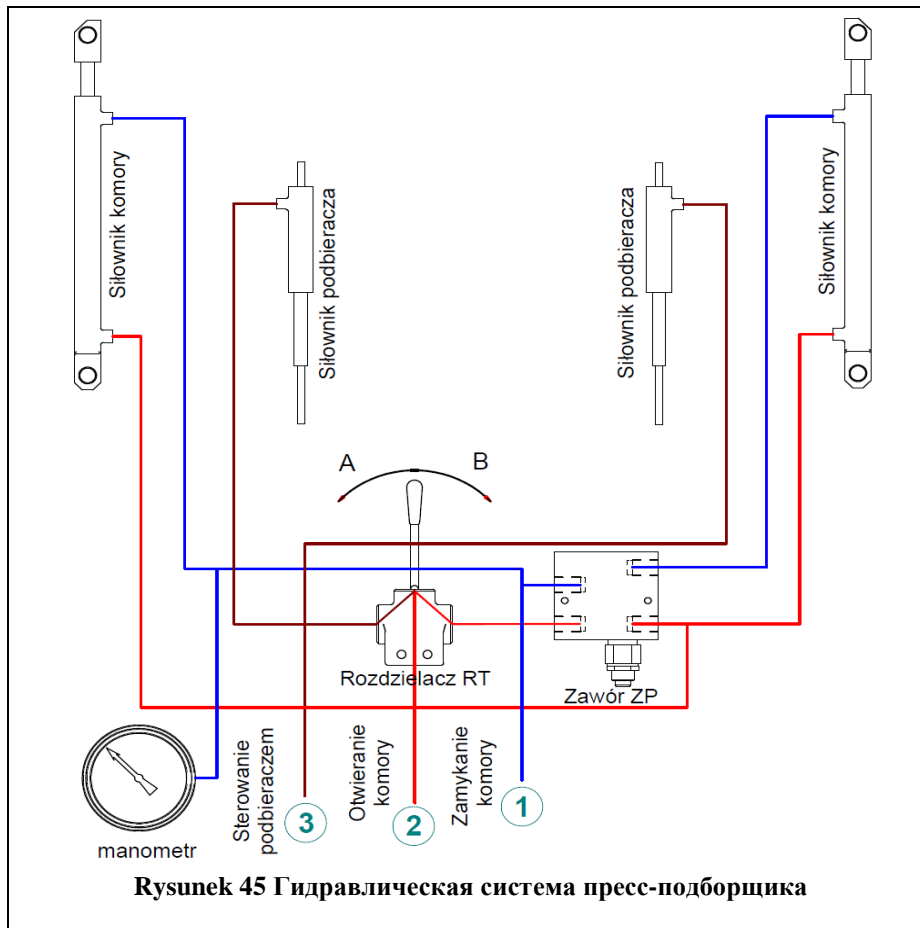 Siłownik komory
Siłownik podbieracza
Siłownik podbieracza
Siłownik komory
A
B
Rozdzielacz RT
Zawór ZP
manometr
Sterowanie
podbieraczem
3
Otwieranie
komory
2
Zamykanie
komory
1
Rysunek 45 Гидравлическая система пресс-подборщика